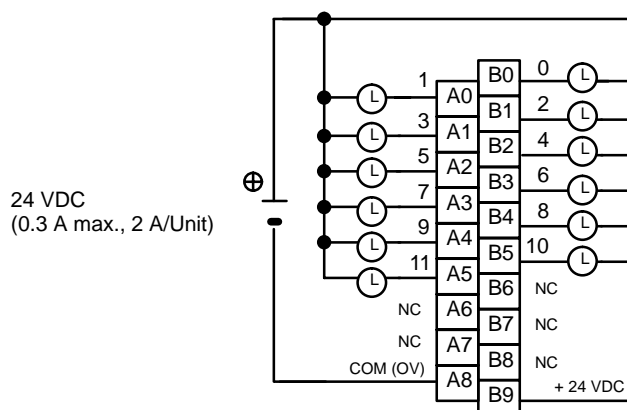 B0 0 L
1 L A0
B1 2 L
3 L A1
B2 4 L
5 L A2
B3 6 L
24 VDC
(0.3 A max., 2 A/Unit)
7 L A3
B4 8 L
9 L A4
B5 10 L
11 L A5
B6 NC
NC A6
B7 NC
NC A7
B8 NC
COM (OV) A8
B9 + 24 VDC